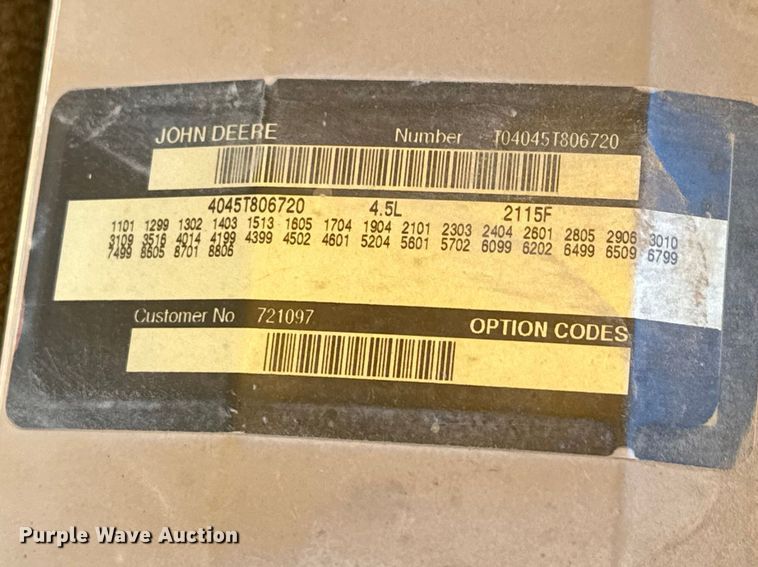 JOHN DEERE Number T04045T806720
4045T806720 4.5L 2115F
1101 1299 1302 1403 1513 1605 1704 1904 2101 2303 2404 2601 2805 2906 3010
3109 3516 4014 4199 4399 4502 4601 5204 5601 5702 6099 6202 6499 6509 6799
7499 8605 8701 8806
Customer No 721097 OPTION CODES
Purple Wave Auction®